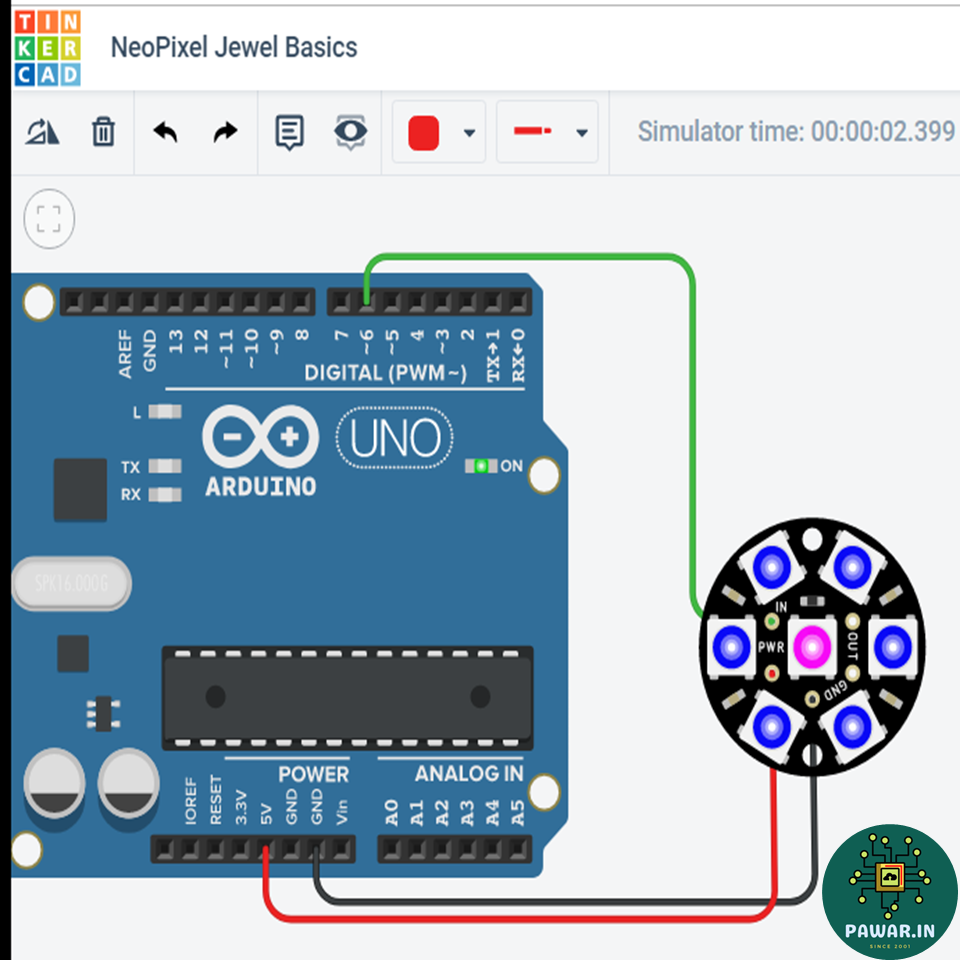 TIN
KER
CAD
NeoPixel Jewel Basics
Simulator time: 00:00:02.399
AREF
GND
13
12
~11
~10
~9
8
7
~6
~5
4
~3
2
TX→1
RX←0
DIGITAL (PWM~)
L
TX
RX
ARDUINO
UNO
ON
SPK16.000G
IN
PWR
OUT
GND
POWER
ANALOG IN
IOREF
RESET
3.3V
5V
GND
GND
Vin
A0
A1
A2
A3
A4
A5
PAWAR.IN
SINCE 2001